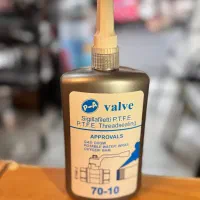 P-A valve
Sigillafiletti P.T.F.E.
P.T.F.E. Threadsealing
APPROVALS
70-10